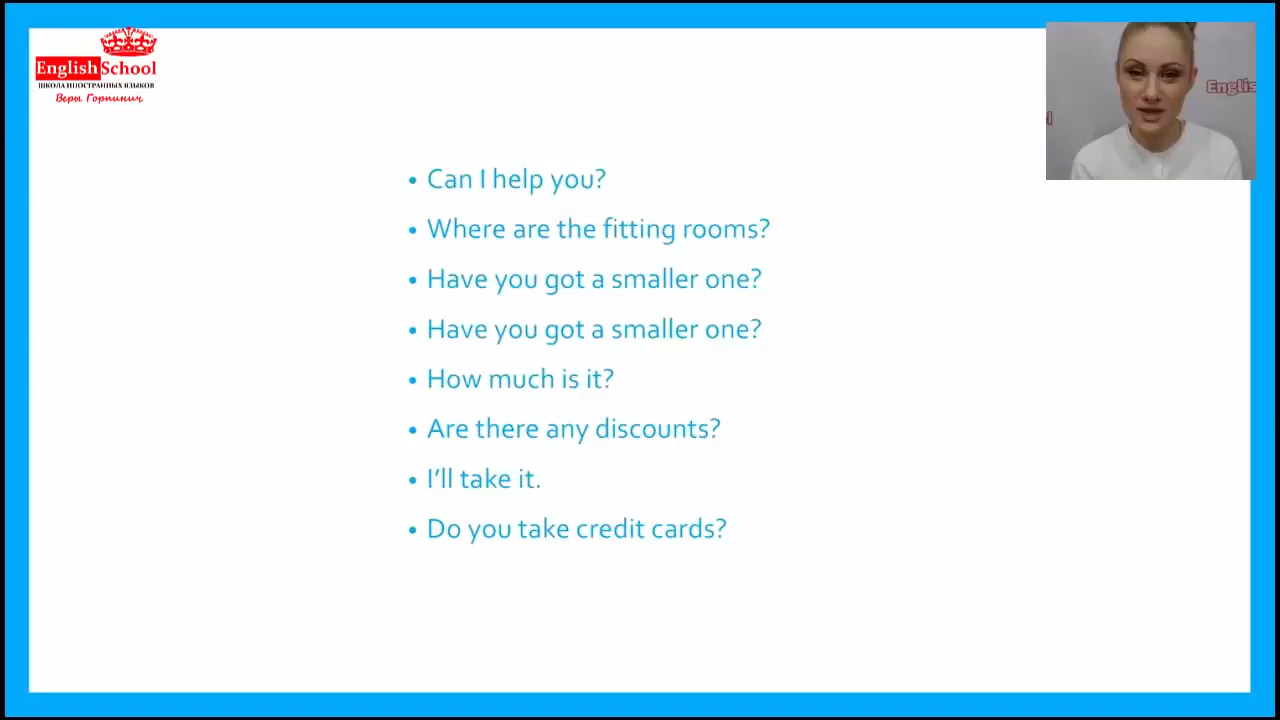 English School
ШКОЛА ИНОСТРАННЫХ ЯЗЫКОВ
Веры Горпинич
Englis
• Can I help you?
• Where are the fitting rooms?
• Have you got a smaller one?
• Have you got a smaller one?
• How much is it?
• Are there any discounts?
• I'll take it.
• Do you take credit cards?